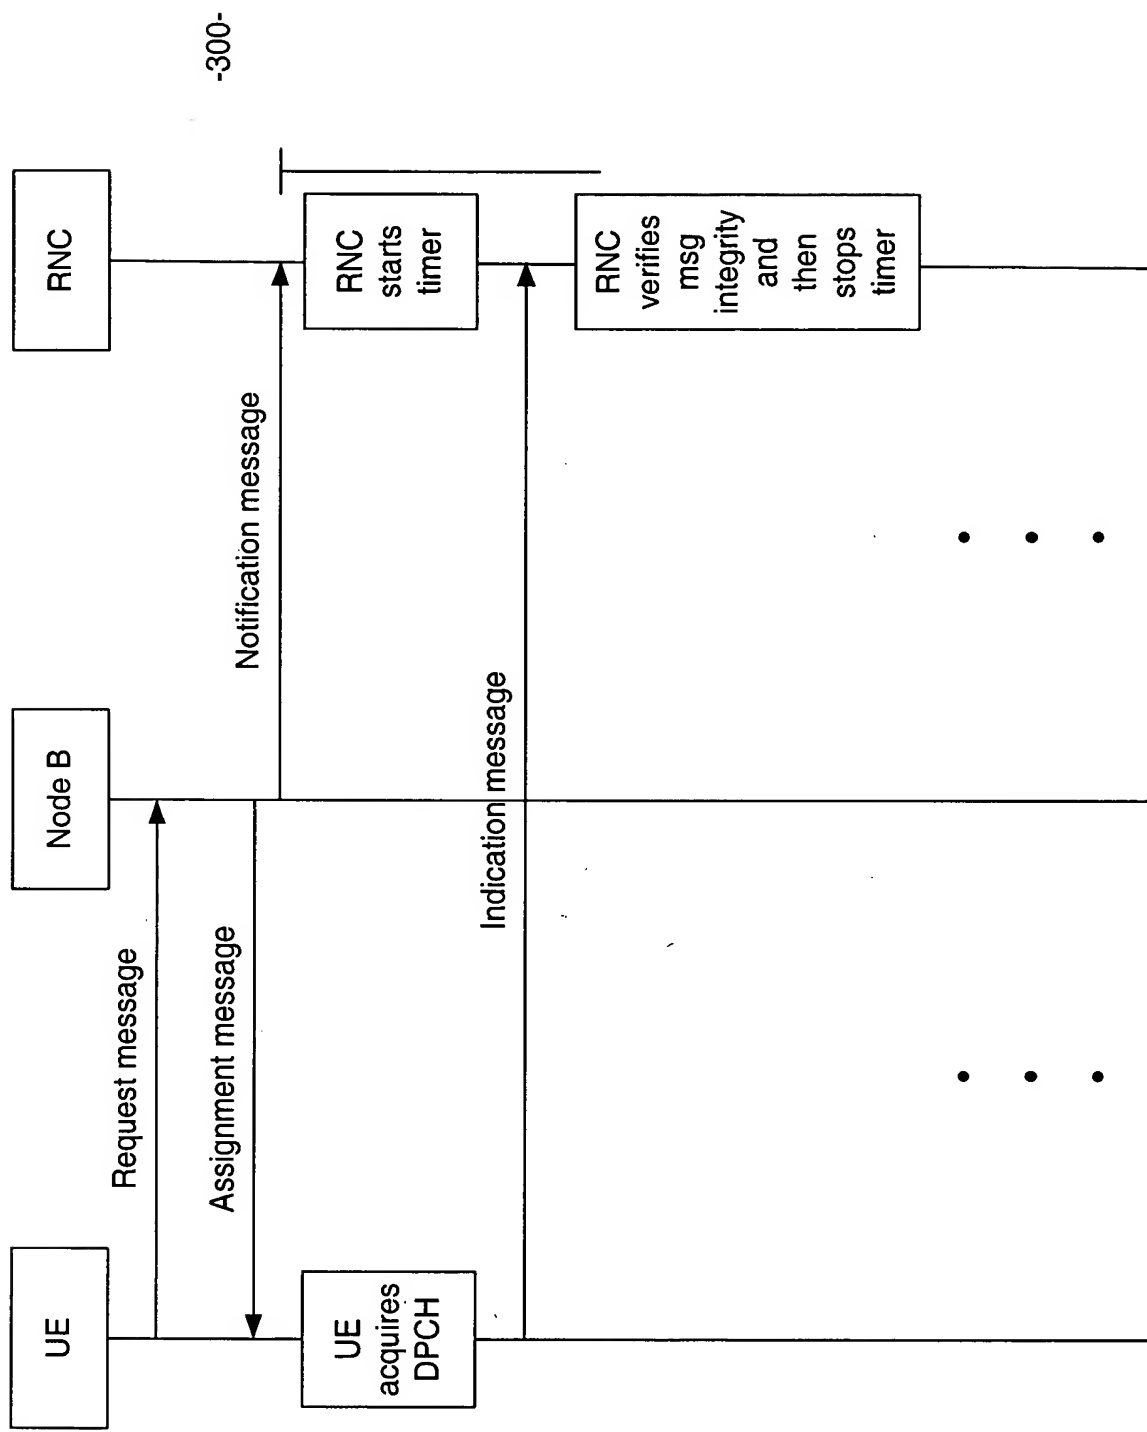 -300-
UE
Node B
RNC
Request message
Assignment message
Notification message
UE
acquires
DPCH
RNC
starts
timer
Indication message
RNC
verifies
msg
integrity
and
then
stops
timer